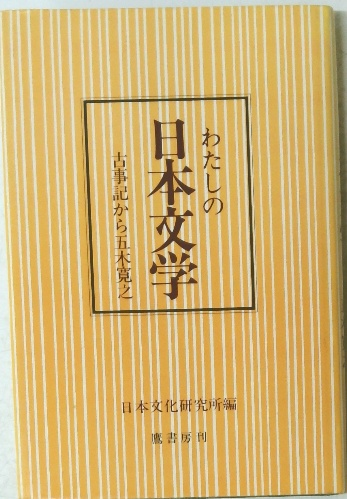 わたしの
日本文学
古事記から五木寛之
日本文化研究所編
鷹書房刊